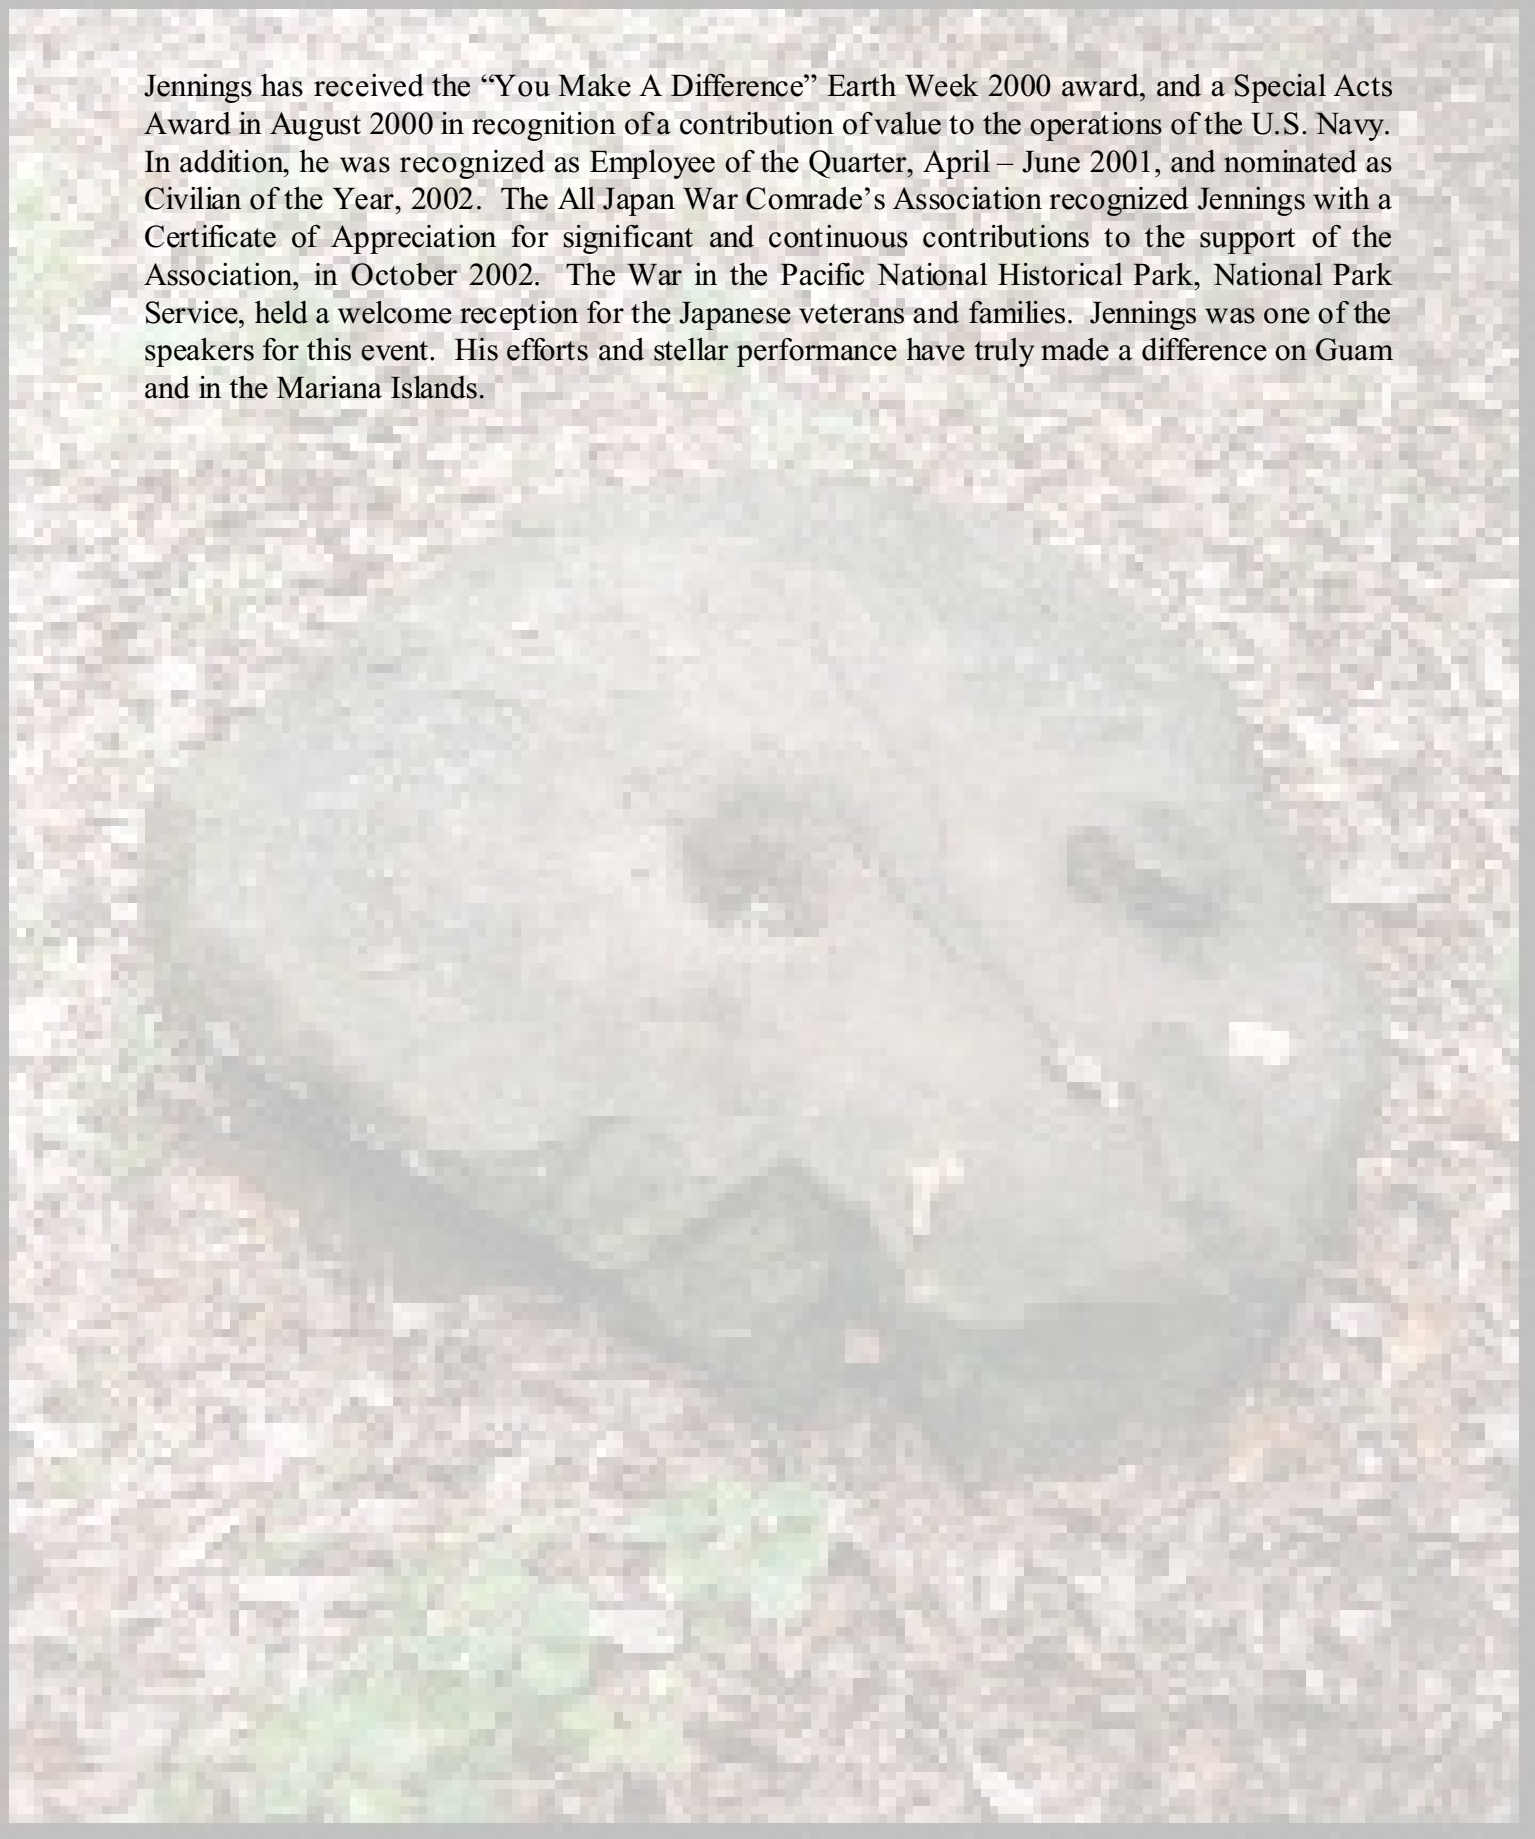 Jennings has received the “You Make A Difference” Earth Week 2000 award, and a Special Acts
Award in August 2000 in recognition of a contribution of value to the operations of the U.S. Navy.
In addition, he was recognized as Employee of the Quarter, April – June 2001, and nominated as
Civilian of the Year, 2002.  The All Japan War Comrade’s Association recognized Jennings with a
Certificate of Appreciation for significant and continuous contributions to the support of the
Association, in October 2002.  The War in the Pacific National Historical Park, National Park
Service, held a welcome reception for the Japanese veterans and families.  Jennings was one of the
speakers for this event.  His efforts and stellar performance have truly made a difference on Guam
and in the Mariana Islands.